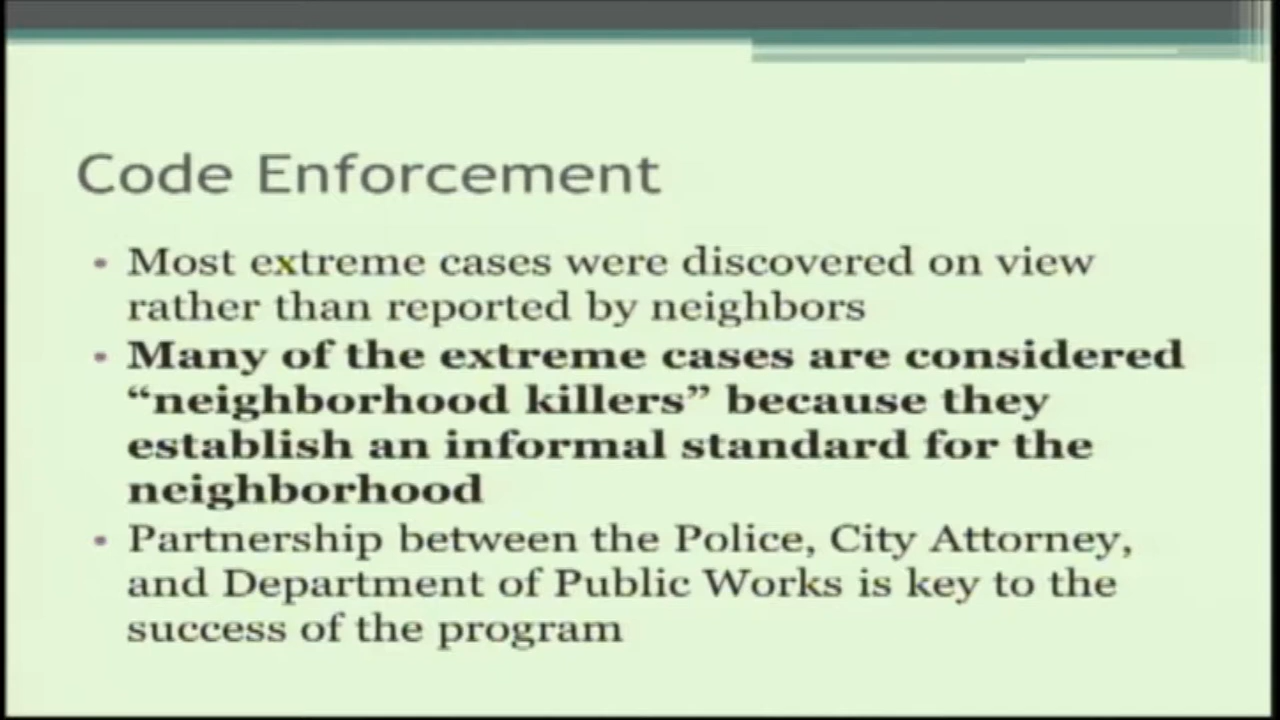 Code Enforcement
• Most extreme cases were discovered on view
rather than reported by neighbors
• Many of the extreme cases are considered
“neighborhood killers” because they
establish an informal standard for the
neighborhood
• Partnership between the Police, City Attorney,
and Department of Public Works is key to the
success of the program